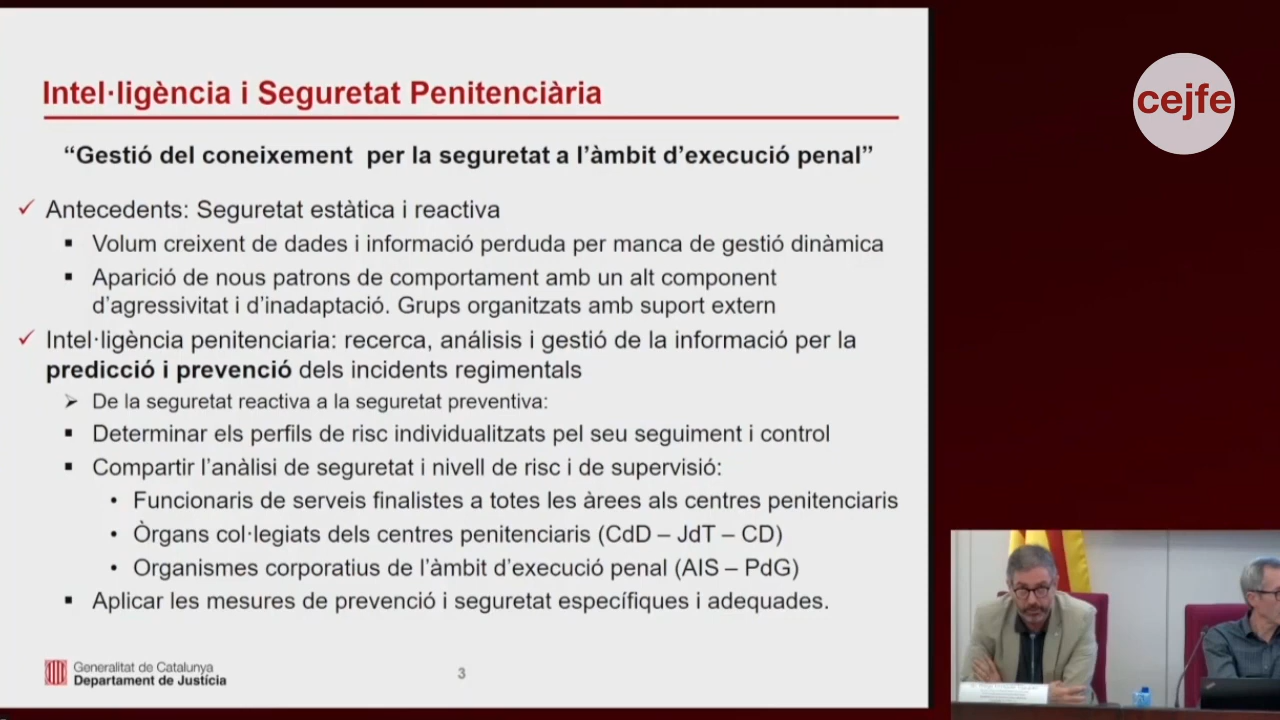 Intel·ligència i Seguretat Penitenciària
“Gestió del coneixement per la seguretat a l’àmbit d’execució penal”
Antecedents: Seguretat estàtica i reactiva
Volum creixent de dades i informació perduda per manca de gestió dinàmica
Aparició de nous patrons de comportament amb un alt component
d’agressivitat i d’inadaptació. Grups organitzats amb suport extern
Intel·ligència penitenciaria: recerca, análisis i gestió de la informació per la
predicció i prevenció dels incidents regimentals
De la seguretat reactiva a la seguretat preventiva:
Determinar els perfils de risc individualitzats pel seu seguiment i control
Compartir l’anàlisi de seguretat i nivell de risc i de supervisió:
Funcionaris de serveis finalistes a totes les àrees als centres penitenciaris
Òrgans col·legiats dels centres penitenciaris (CdD – JdT – CD)
Organismes corporatius de l’àmbit d’execució penal (AIS – PdG)
Aplicar les mesures de prevenció i seguretat específiques i adequades.
Generalitat de Catalunya
Departament de Justícia
3
cejfe